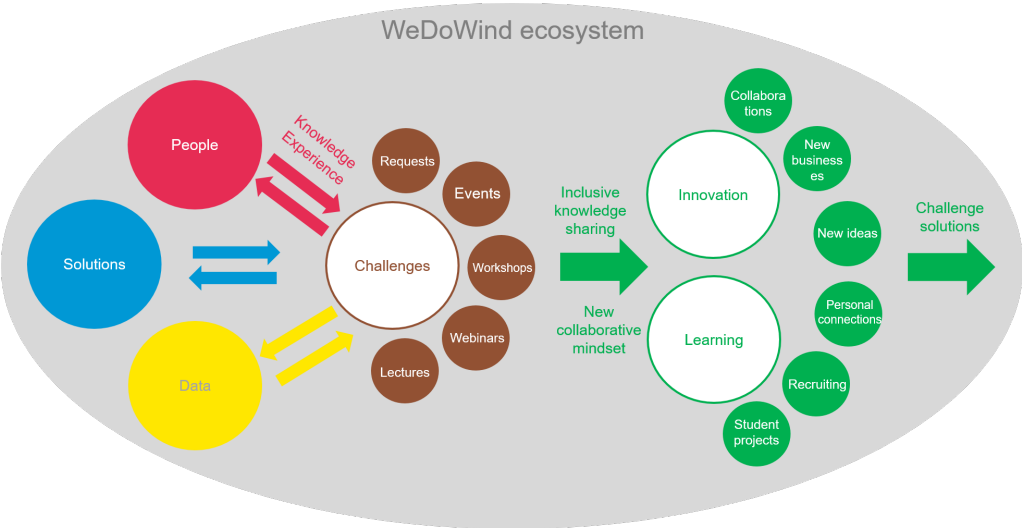 WeDoWind ecosystem
People
Solutions
Data
Knowledge
Experience
Challenges
Requests
Events
Workshops
Webinars
Lectures
Inclusive
knowledge
sharing
New
collaborative
mindset
Innovation
Learning
Collabora
tions
New
business
es
New ideas
Personal
connections
Recruiting
Student
projects
Challenge
solutions